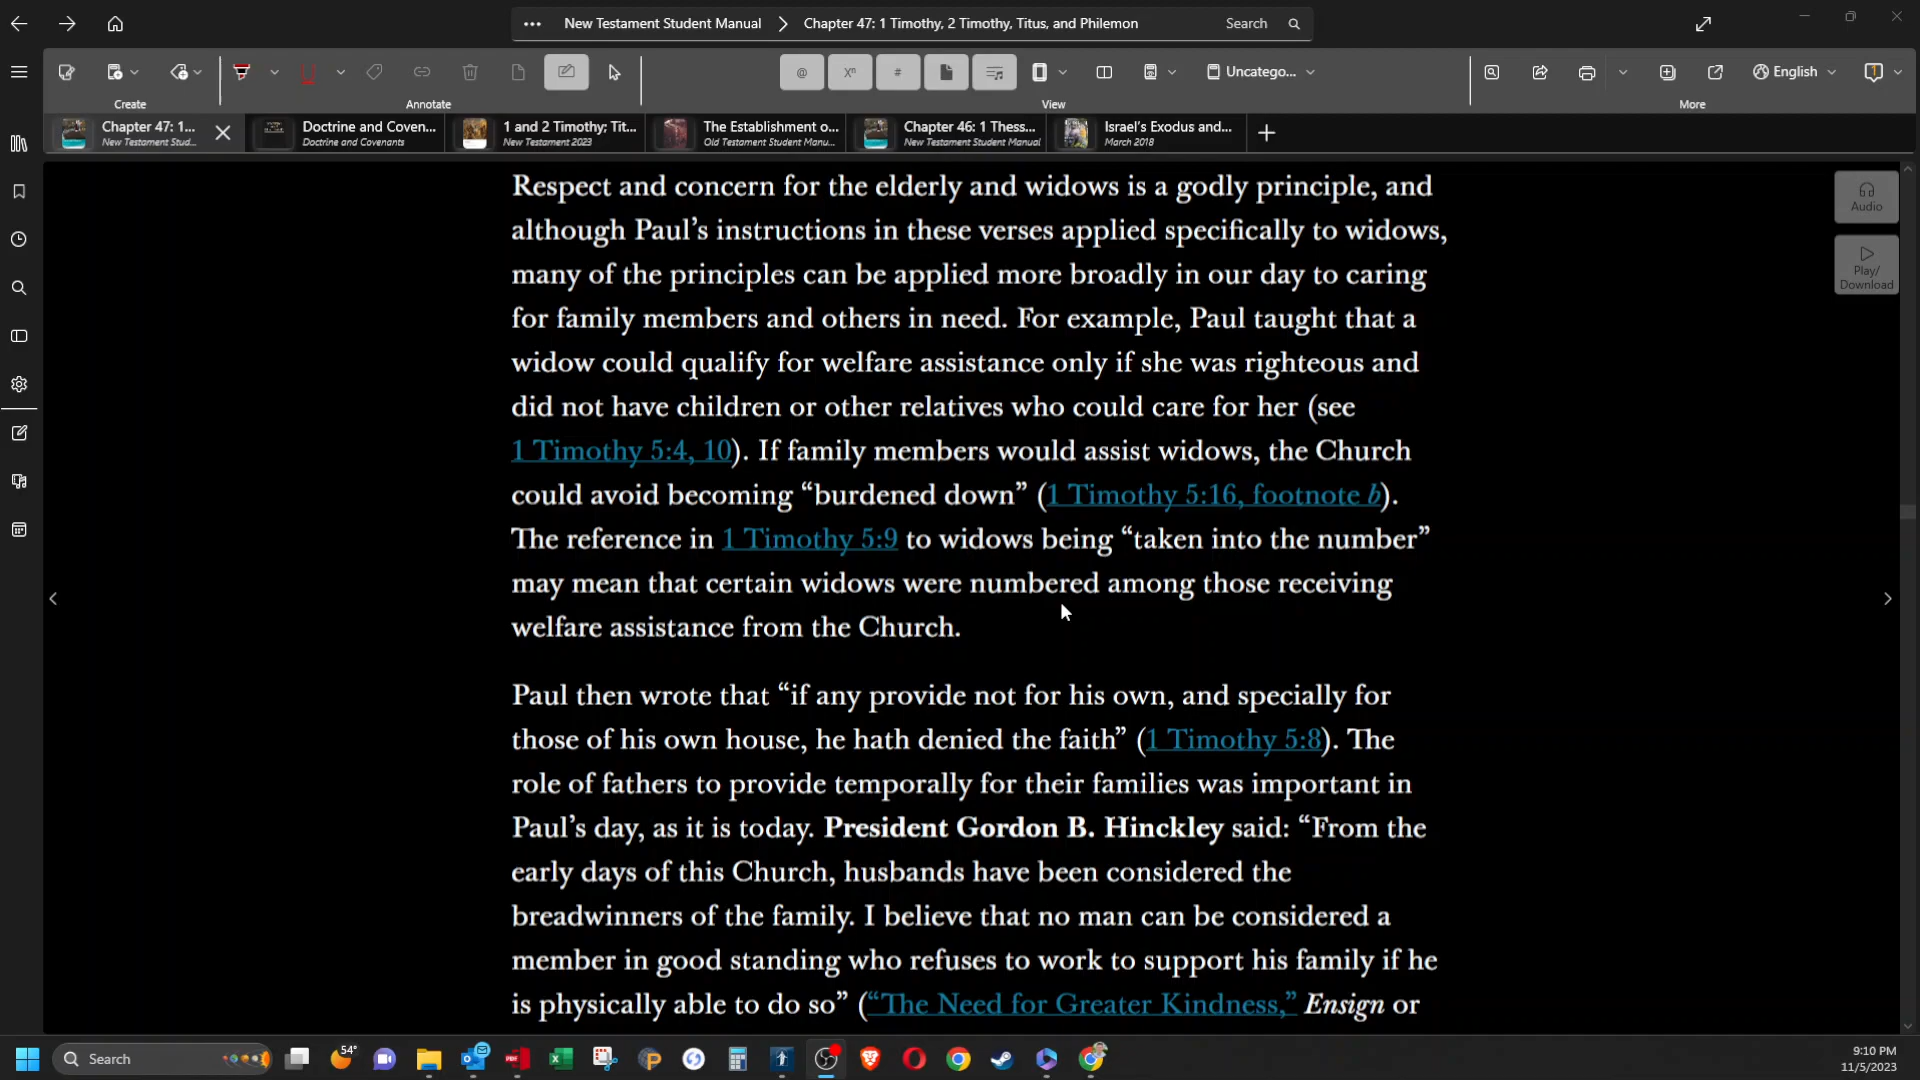 New Testament Student Manual
Chapter 47: 1 Timothy, 2 Timothy, Titus, and Philemon
Search
@
Xⁿ
#
Uncatego...
English
Create
Annotate
View
More
Chapter 47: 1...
New Testament Stud...
Doctrine and Coven...
Doctrine and Covenants
1 and 2 Timothy; Tit...
New Testament 2023
The Establishment o...
Old Testament Student Manu...
Chapter 46: 1 Thess...
New Testament Student Manual
Israel's Exodus and...
March 2018
Audio
Play/
Download
Respect and concern for the elderly and widows is a godly principle, and
although Paul's instructions in these verses applied specifically to widows,
many of the principles can be applied more broadly in our day to caring
for family members and others in need. For example, Paul taught that a
widow could qualify for welfare assistance only if she was righteous and
did not have children or other relatives who could care for her (see
1 Timothy 5:4, 10). If family members would assist widows, the Church
could avoid becoming “burdened down” (1 Timothy 5:16, footnote b).
The reference in 1 Timothy 5:9 to widows being “taken into the number”
may mean that certain widows were numbered among those receiving
welfare assistance from the Church.
Paul then wrote that “if any provide not for his own, and specially for
those of his own house, he hath denied the faith” (1 Timothy 5:8). The
role of fathers to provide temporally for their families was important in
Paul’s day, as it is today. President Gordon B. Hinckley said: “From the
early days of this Church, husbands have been considered the
breadwinners of the family. I believe that no man can be considered a
member in good standing who refuses to work to support his family if he
is physically able to do so” (“The Need for Greater Kindness,” Ensign or
Search
54°
9:10 PM
11/5/2023